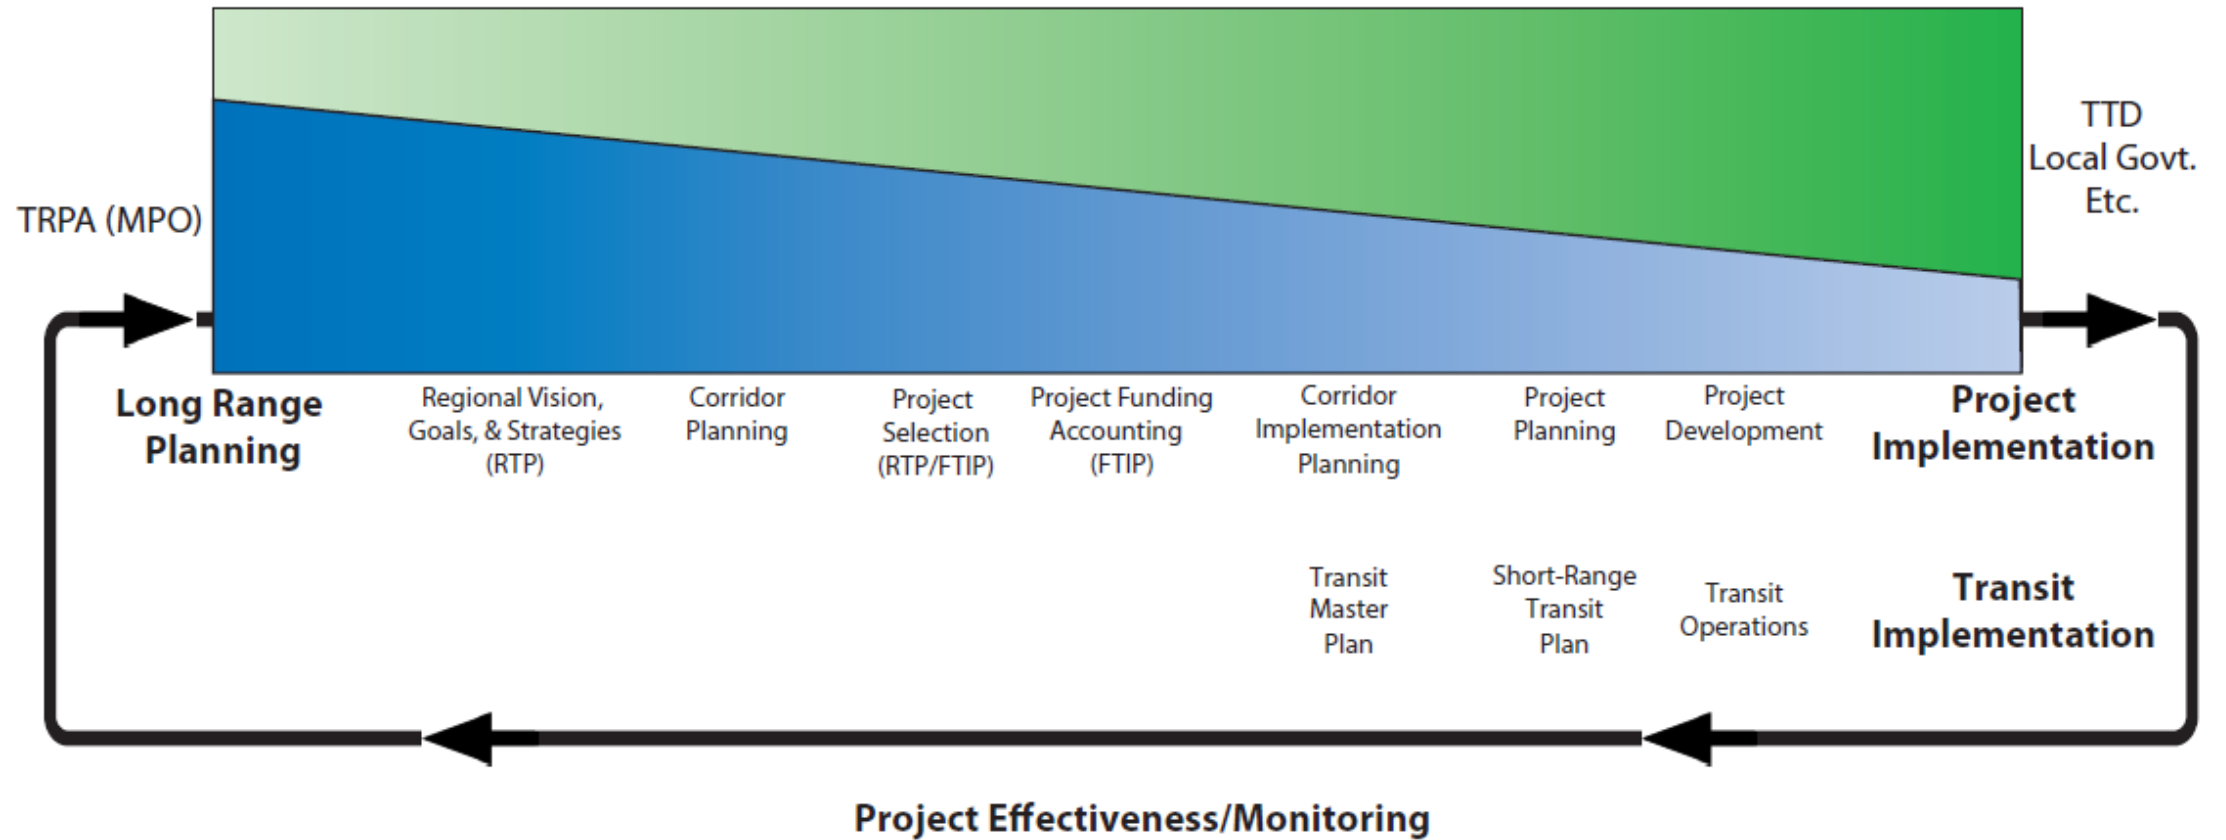 TRPA (MPO)
TTD
Local Govt.
Etc.
Long Range
Planning
Regional Vision,
Goals, & Strategies
(RTP)
Corridor
Planning
Project
Selection
(RTP/FTIP)
Project Funding
Accounting
(FTIP)
Corridor
Implementation
Planning
Project
Planning
Project
Development
Project
Implementation
Transit
Master
Plan
Short-Range
Transit
Plan
Transit
Operations
Transit
Implementation
Project Effectiveness/Monitoring